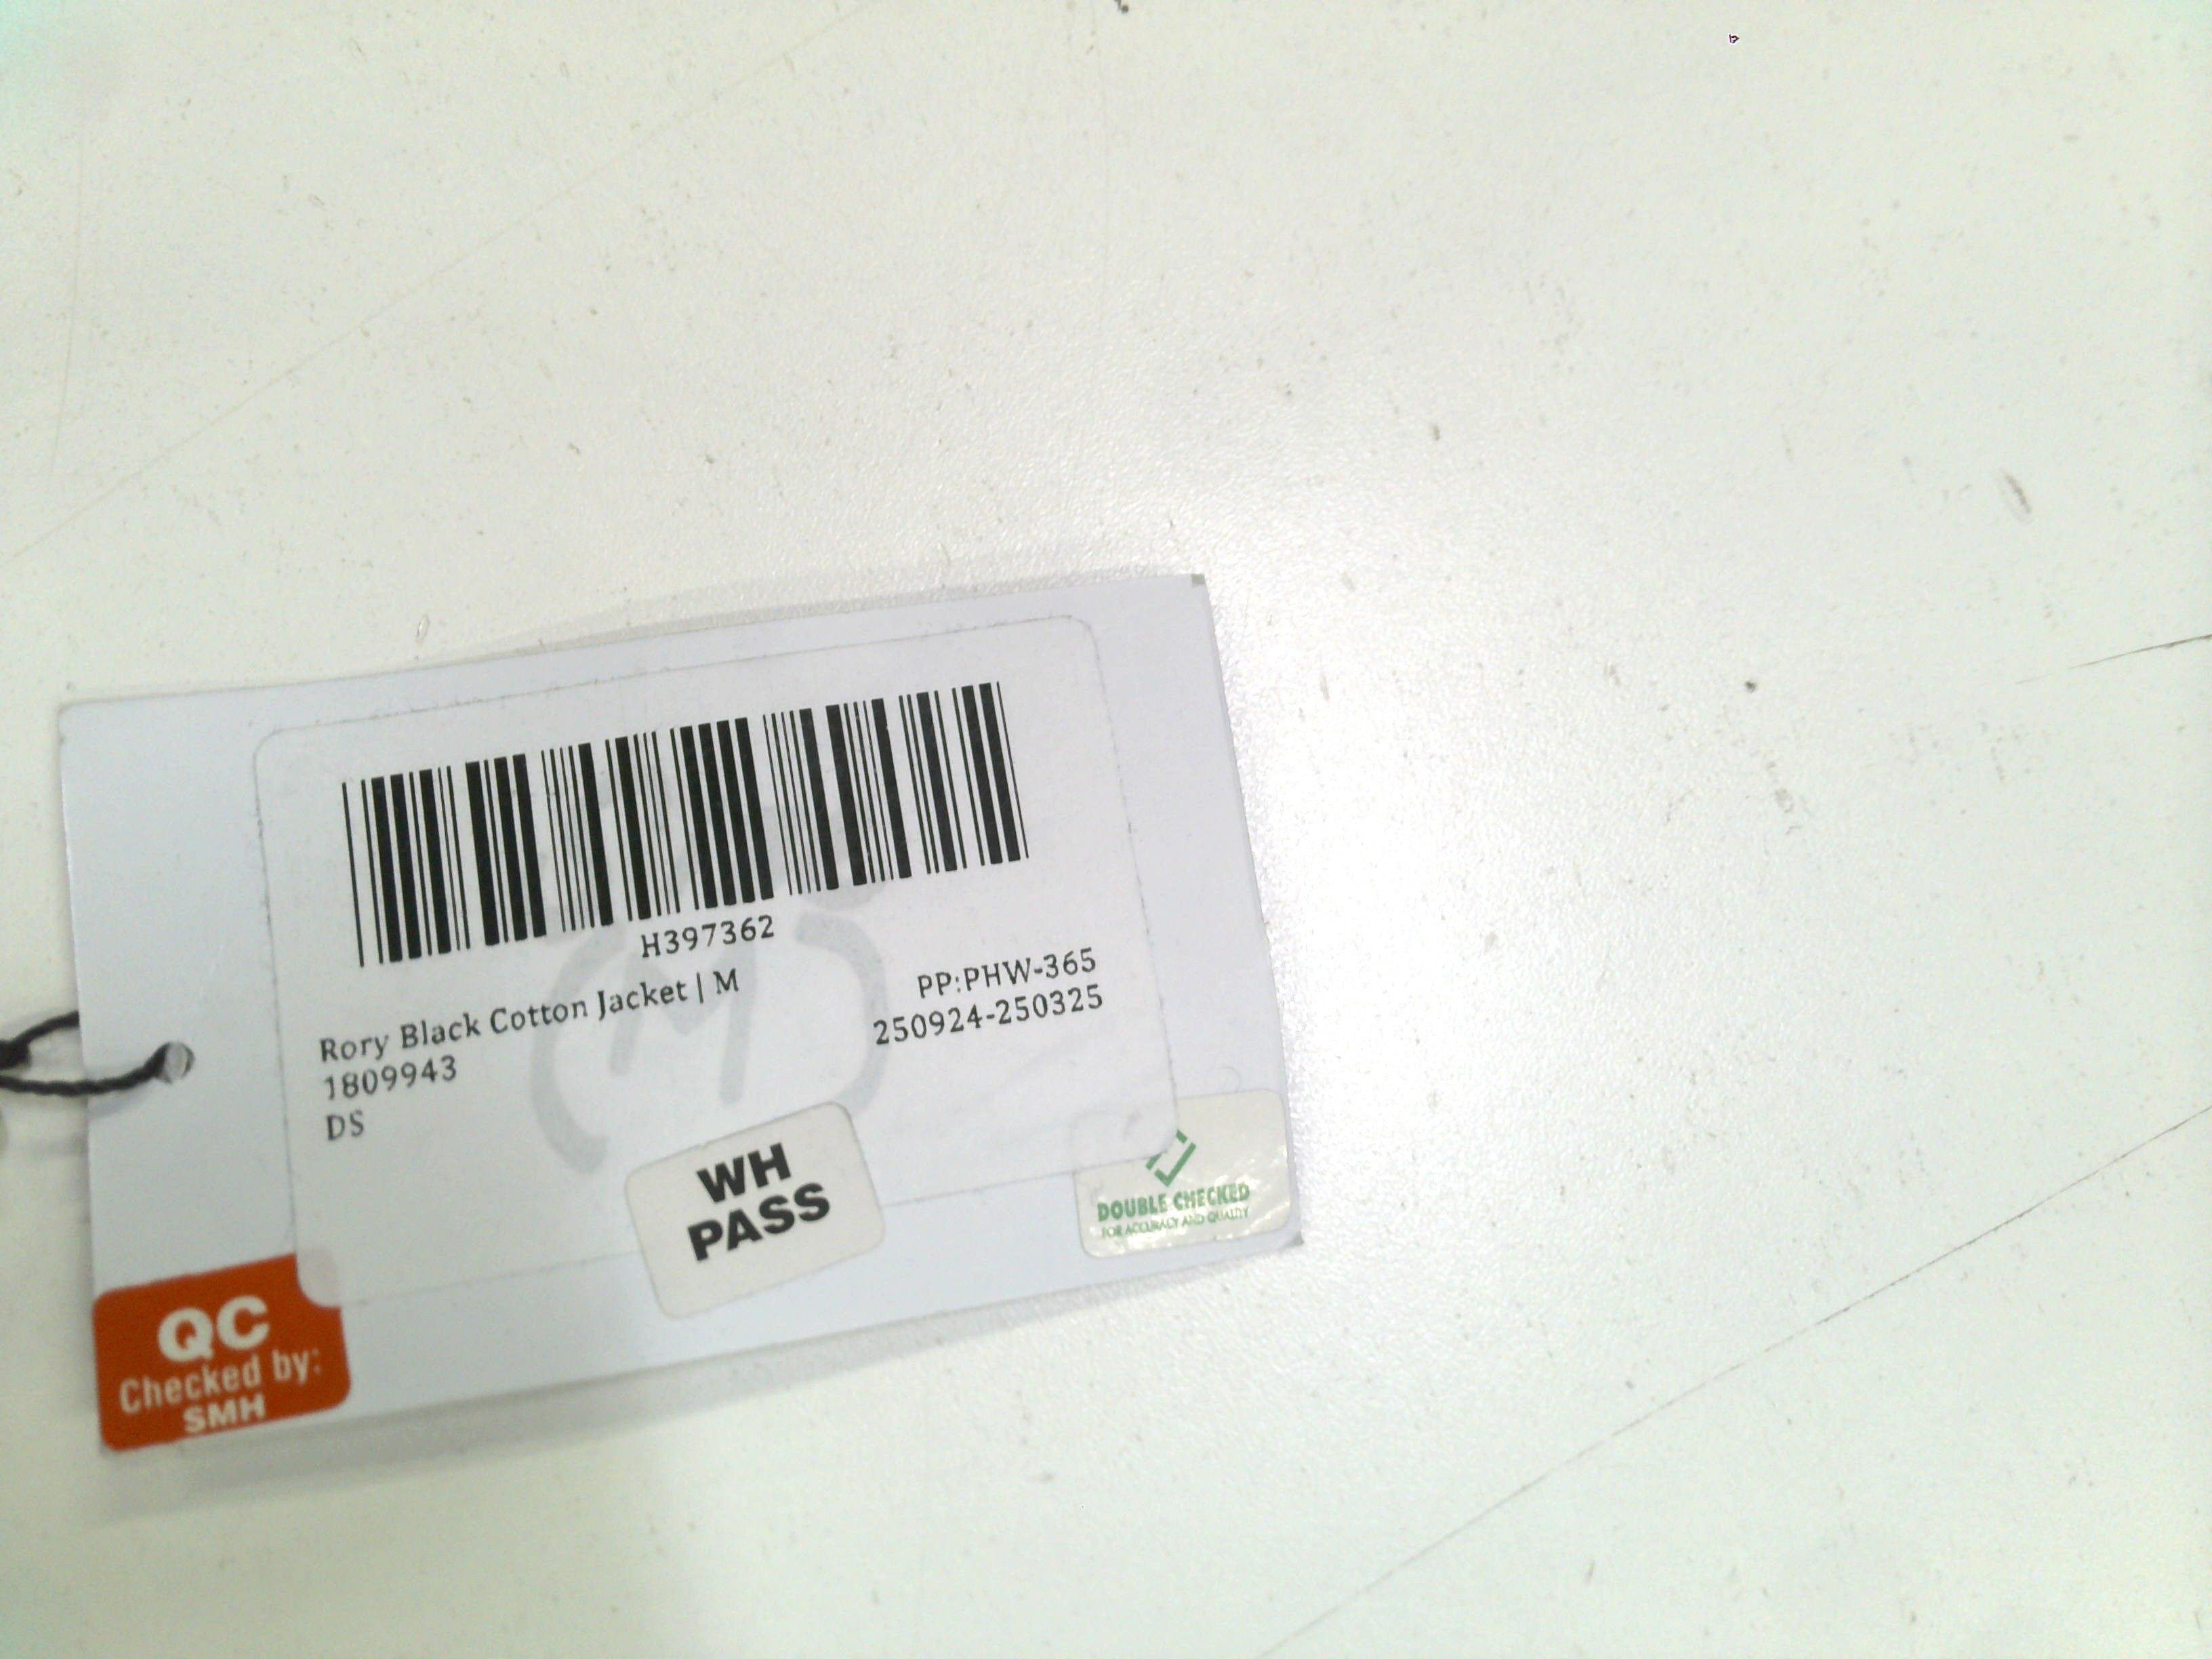 H397362
Rory Black Cotton Jacket | M
PP:PHW-365
1809943
250924-250325
DS
(M)
WH
PASS
DOUBLE CHECKED
FOR ACCURACY AND QUALITY
QC
Checked by:
SMH